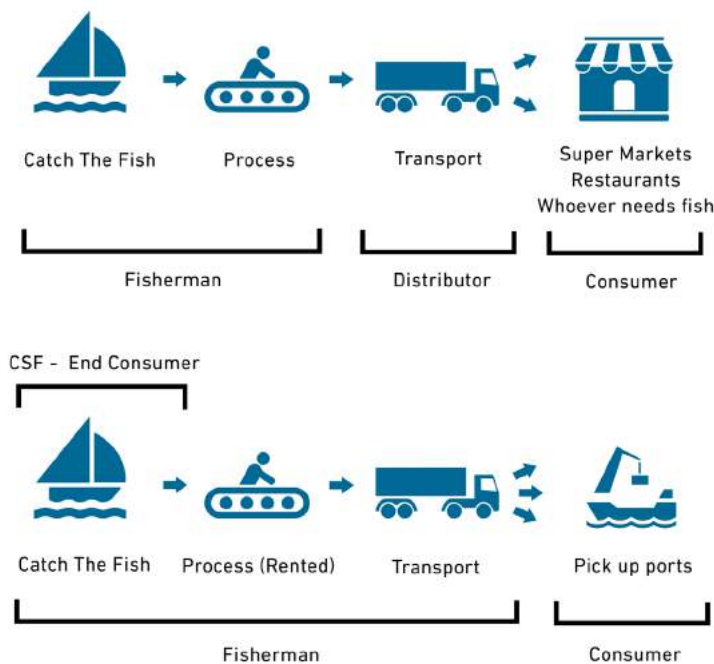 Catch The Fish
Process
Transport
Super Markets
Restaurants
Whoever needs fish
Fisherman
Distributor
Consumer
CSF - End Consumer
Catch The Fish
Process (Rented)
Transport
Pick up ports
Fisherman
Consumer